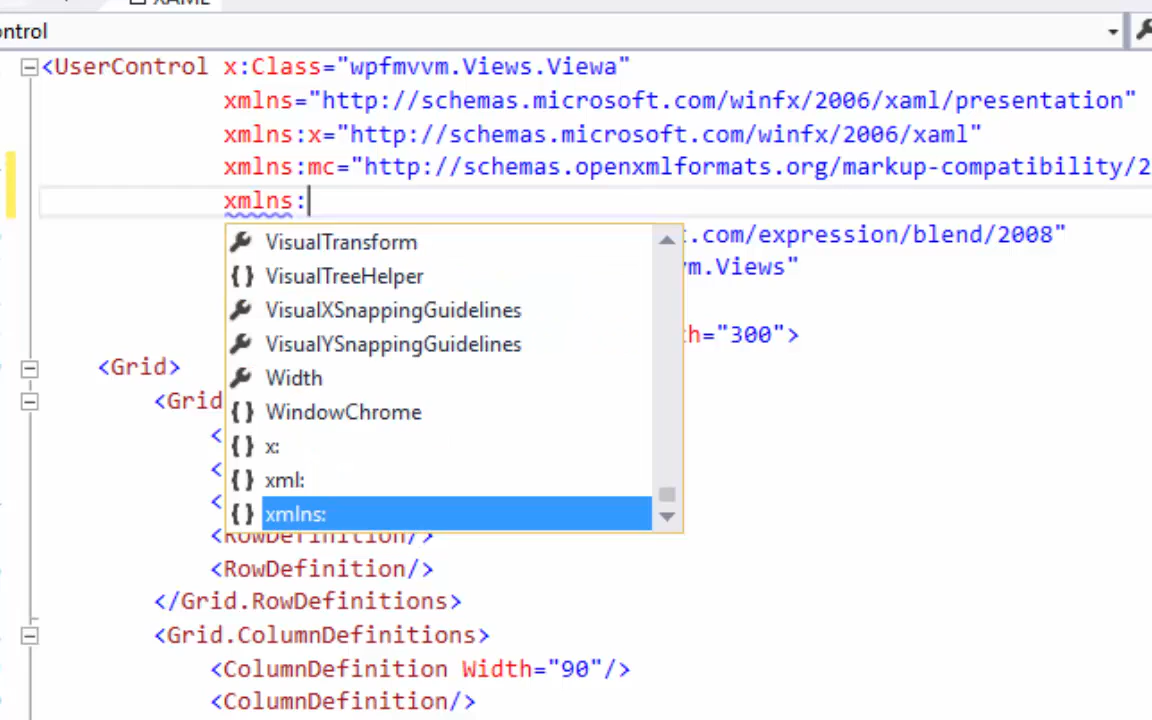 XAML
ontrol
<UserControl x:Class="wpfmvvm.Views.Viewa"
xmlns="http://schemas.microsoft.com/winfx/2006/xaml/presentation"
xmlns:x="http://schemas.microsoft.com/winfx/2006/xaml"
xmlns:mc="http://schemas.openxmlformats.org/markup-compatibility/2
xmlns:
VisualTransform
.com/expression/blend/2008"
VisualTreeHelper
m.Views"
VisualXSnappingGuidelines
VisualYSnappingGuidelines
th="300">
Width
<Grid>
WindowChrome
<Grid
x:
<
xml:
<
xmlns:
<
<RowDefinition/>
<RowDefinition/>
</Grid.RowDefinitions>
<Grid.ColumnDefinitions>
<ColumnDefinition Width="90"/>
<ColumnDefinition/>